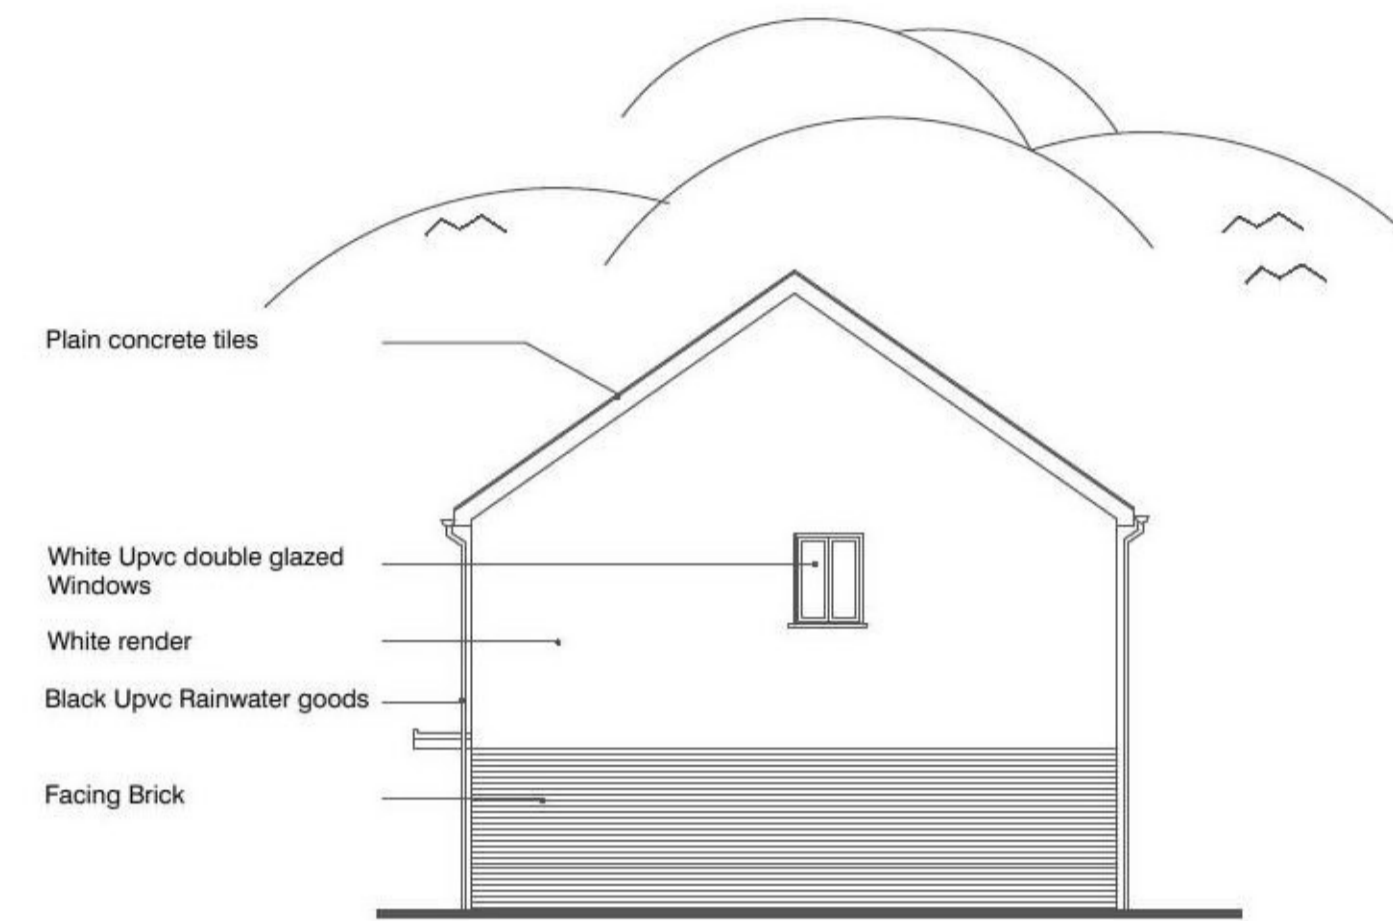 Plain concrete tiles
White Upvc double glazed
Windows
White render
Black Upvc Rainwater goods
Facing Brick